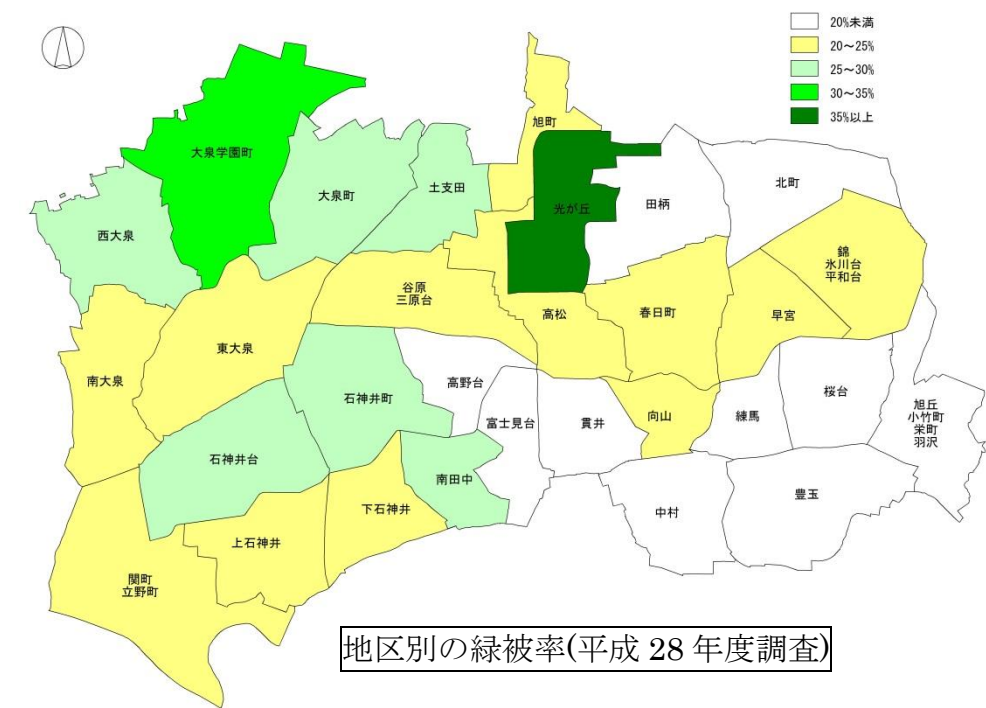 20%未満
20～25%
25～30%
30～35%
35%以上
旭町
大泉学園町
大泉町
土支田
北町
田柄
光が丘
西大泉
錦
氷川台
平和台
谷原
三原台
高松
春日町
早宮
東大泉
南大泉
高野台
石神井町
富士見台
貫井
向山
練馬
桜台
旭丘
小竹町
栄町
羽沢
石神井台
南田中
下石神井
中村
豊玉
上石神井
関町
立野町
地区別の緑被率(平成 28 年度調査)